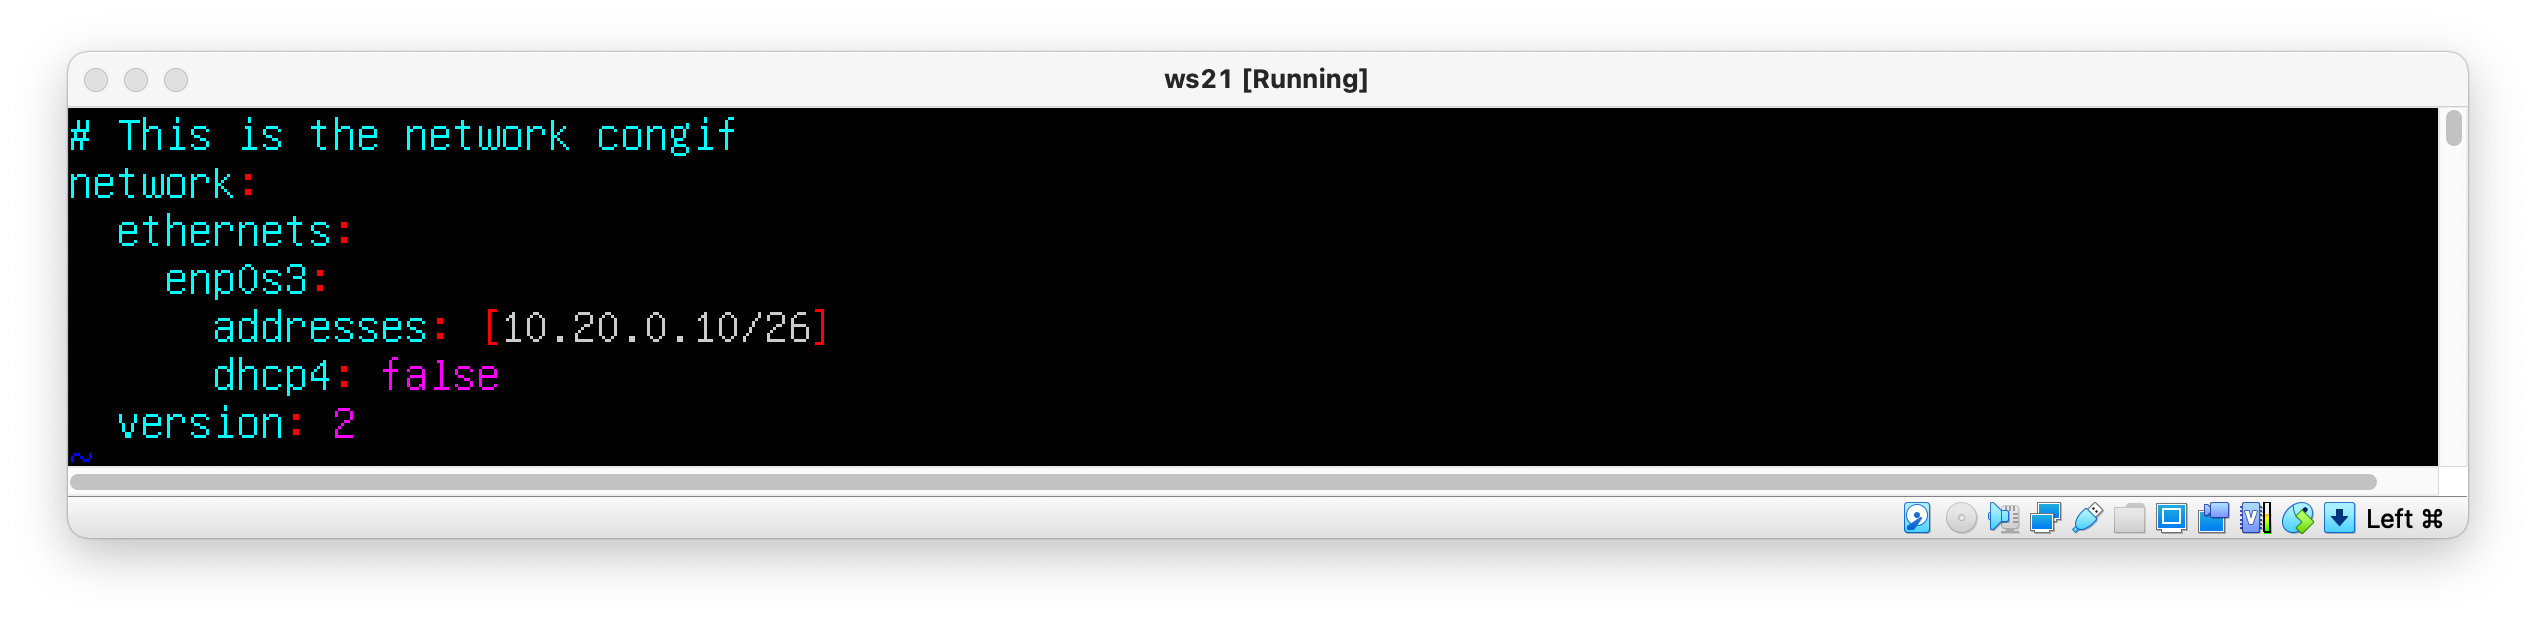 ws21 [Running]
# This is the network congif
network:
  ethernets:
    enp0s3:
      addresses: [10.20.0.10/26]
      dhcp4: false
  version: 2
~
Left ⌘